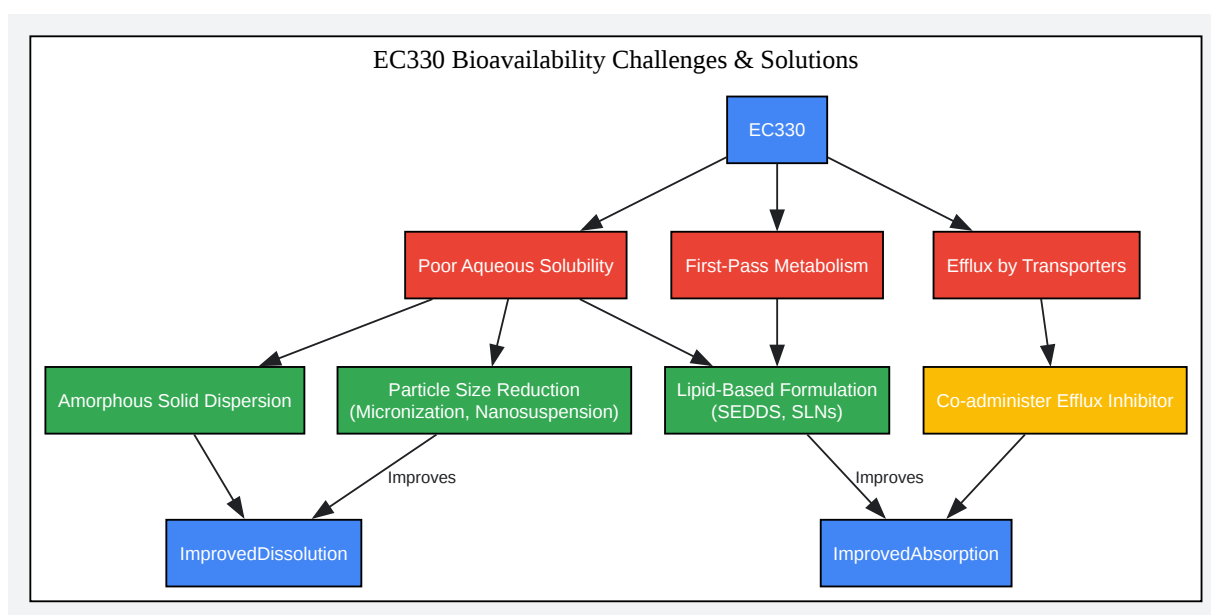 EC330 Bioavailability Challenges & Solutions
EC330
Poor Aqueous Solubility
First-Pass Metabolism
Efflux by Transporters
Amorphous Solid Dispersion
Particle Size Reduction
(Micronization, Nanosuspension)
Lipid-Based Formulation
(SEDDS, SLNs)
Co-administer Efflux Inhibitor
Improves
Improves
ImprovedDissolution
ImprovedAbsorption